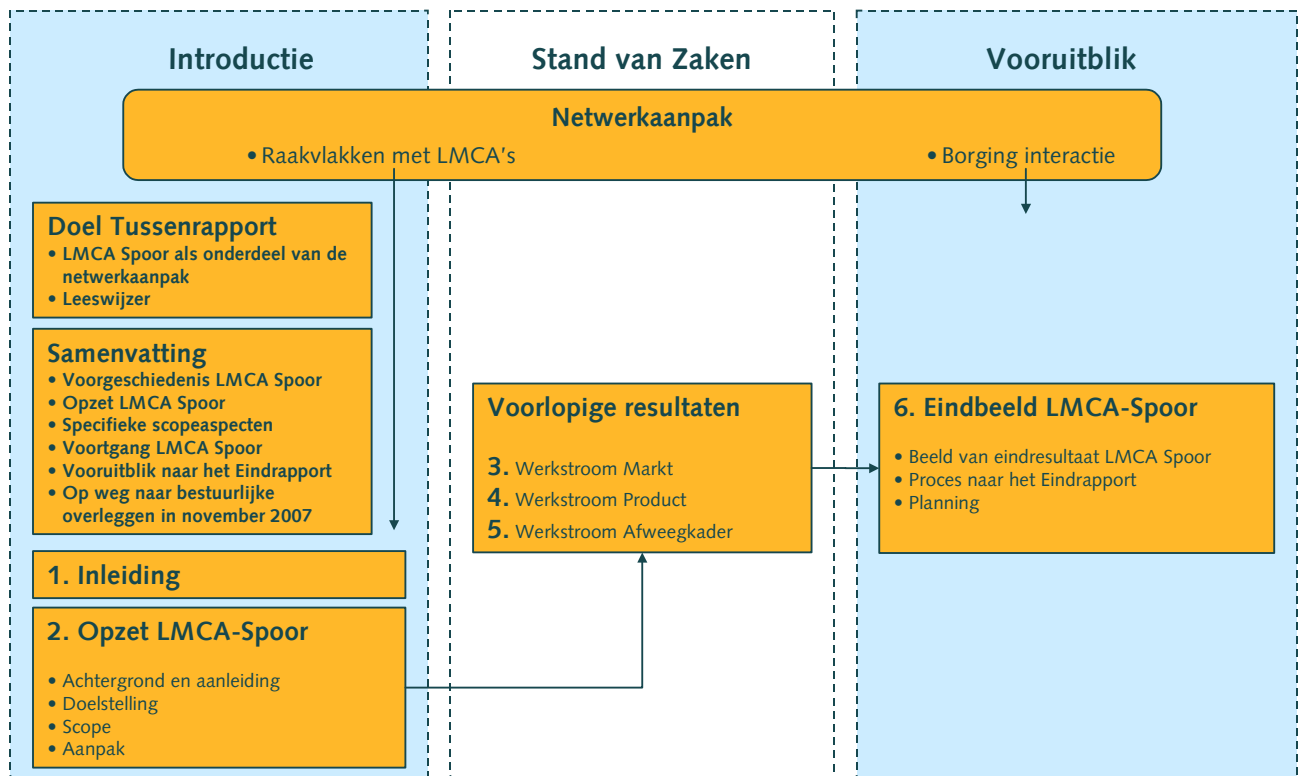 Introductie
Stand van Zaken
Vooruitblik
Netwerkaanpak
• Raakvlakken met LMCA's
• Borging interactie
Doel Tussenrapport
• LMCA Spoor als onderdeel van de
netwerkaanpak
• Leeswijzer
Samenvatting
• Voorgeschiedenis LMCA Spoor
• Opzet LMCA Spoor
• Specifieke scopeaspecten
• Voortgang LMCA Spoor
• Vooruitblik naar het Eindrapport
• Op weg naar bestuurlijke
overleggen in november 2007
1. Inleiding
2. Opzet LMCA-Spoor
• Achtergrond en aanleiding
• Doelstelling
• Scope
• Aanpak
Voorlopige resultaten
3. Werkstroom Markt
4. Werkstroom Product
5. Werkstroom Afweegkader
6. Eindbeeld LMCA-Spoor
• Beeld van eindresultaat LMCA Spoor
• Proces naar het Eindrapport
• Planning